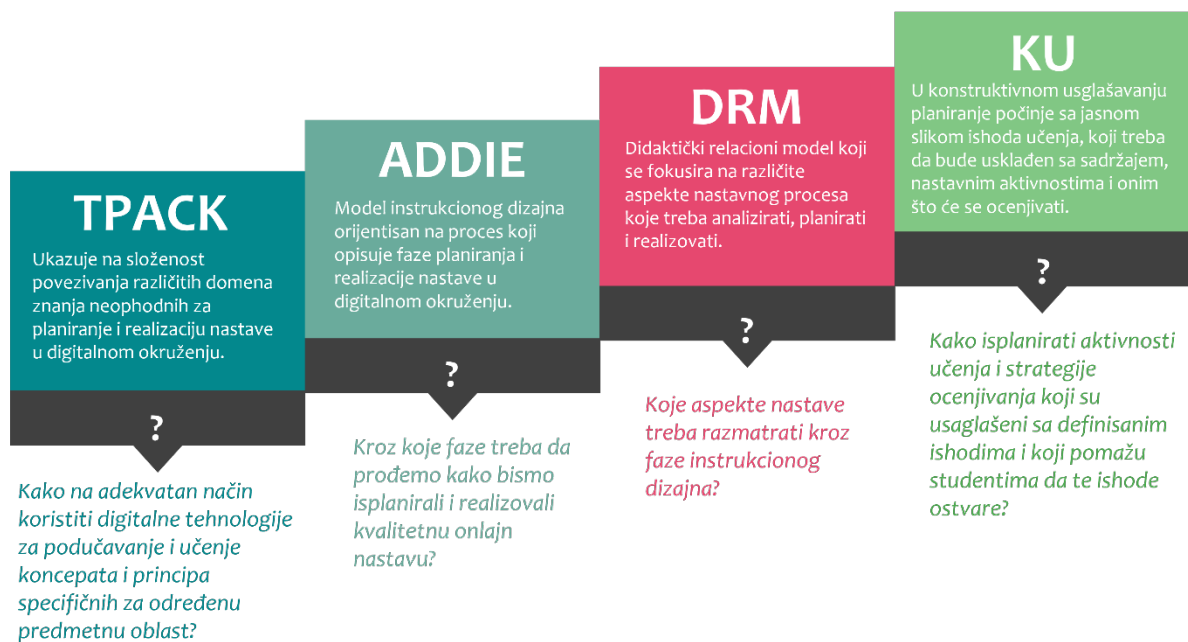 TPACK
Ukazuje na složenost
povezivanja različitih domena
znanja neophodnih za
planiranje i realizaciju nastave
u digitalnom okruženju.
?
Kako na adekvatan način
koristiti digitalne tehnologije
za podučavanje i učenje
koncepata i principa
specifičnih za određenu
predmetnu oblast?
ADDIE
Model instrukcionog dizajna
orijentisan na proces koji
opisuje faze planiranja i
realizacije nastave u
digitalnom okruženju.
?
Kroz koje faze treba da
prođemo kako bismo
isplanirali i realizovali
kvalitetnu onlajn
nastavu?
DRM
Didaktički relacioni model koji
se fokusira na različite
aspekte nastavnog procesa
koje treba analizirati, planirati
i realizovati.
?
Koje aspekte nastave
treba razmatrati kroz
faze instrukcionog
dizajna?
KU
U konstruktivnom usglašavanju
planiranje počinje sa jasnom
slikom ishoda učenja, koji treba
da bude usklađen sa sadržajem,
nastavnim aktivnostima i onim
što će se ocenjivati.
?
Kako isplanirati aktivnosti
učenja i strategije
ocenjivanja koji su
usaglašeni sa definisanim
ishodima i koji pomažu
studentima da te ishode
ostvare?